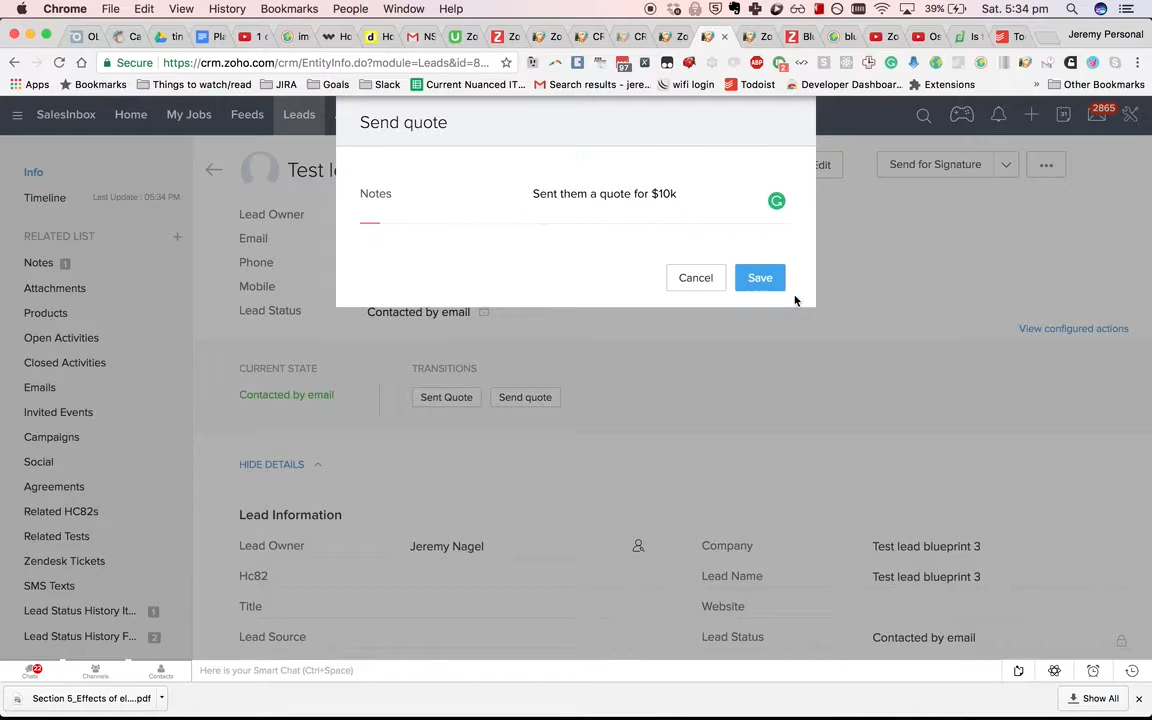 Chrome File Edit View History Bookmarks People Window Help 39% Sat. 5:34 pm
Jeremy Personal
Secure https://crm.zoho.com/crm/EntityInfo.do?module=Leads&id=8...
Apps Bookmarks Things to watch/read JIRA Goals Slack Current Nuanced IT... Search results - jere... wifi login Todoist Developer Dashboar... Extensions » Other Bookmarks
SalesInbox Home My Jobs Feeds Leads 2865
Send quote
Info
Timeline Last Update : 05:34 PM
Test l
dit Send for Signature
Notes Sent them a quote for $10k
Cancel Save
RELATED LIST
Notes 1
Attachments
Products
Open Activities
Closed Activities
Emails
Invited Events
Campaigns
Social
Agreements
Related HC82s
Related Tests
Zendesk Tickets
SMS Texts
Lead Status History It... 1
Lead Status History F... 2
Lead Owner
Email
Phone
Mobile
Lead Status Contacted by email
View configured actions
CURRENT STATE TRANSITIONS
Contacted by email Sent Quote Send quote
HIDE DETAILS
Lead Information
Lead Owner Jeremy Nagel Company Test lead blueprint 3
Hc82 Lead Name Test lead blueprint 3
Title Website
Lead Source Lead Status Contacted by email
Chats 22 Channels Contacts Here is your Smart Chat (Ctrl+Space)
Section 5_Effects of el....pdf Show All